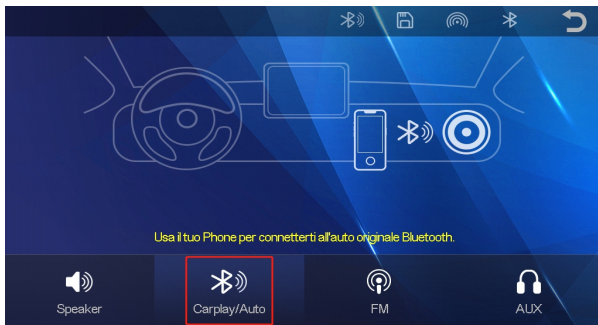 Usa il tuo Phone per connetterti all'auto originale Bluetooth.
Speaker
Carplay/Auto
FM
AUX